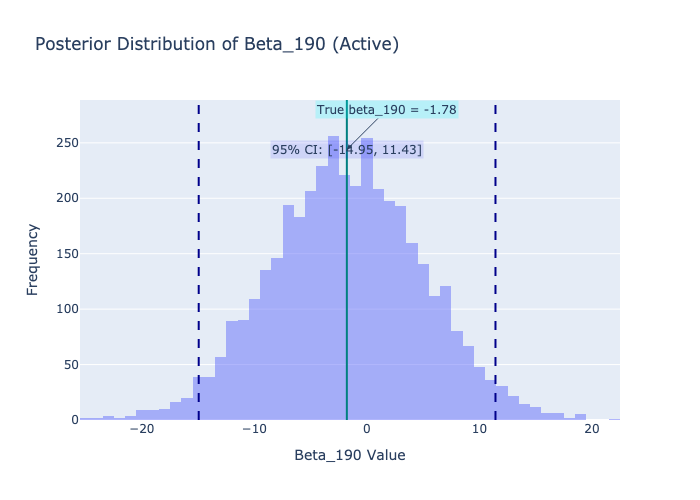 Posterior Distribution of Beta_190 (Active)
True beta_190 = -1.78
95% CI: [-14.95, 11.43]
250
200
150
100
50
0
Frequency
−20
−10
0
10
20
Beta_190 Value